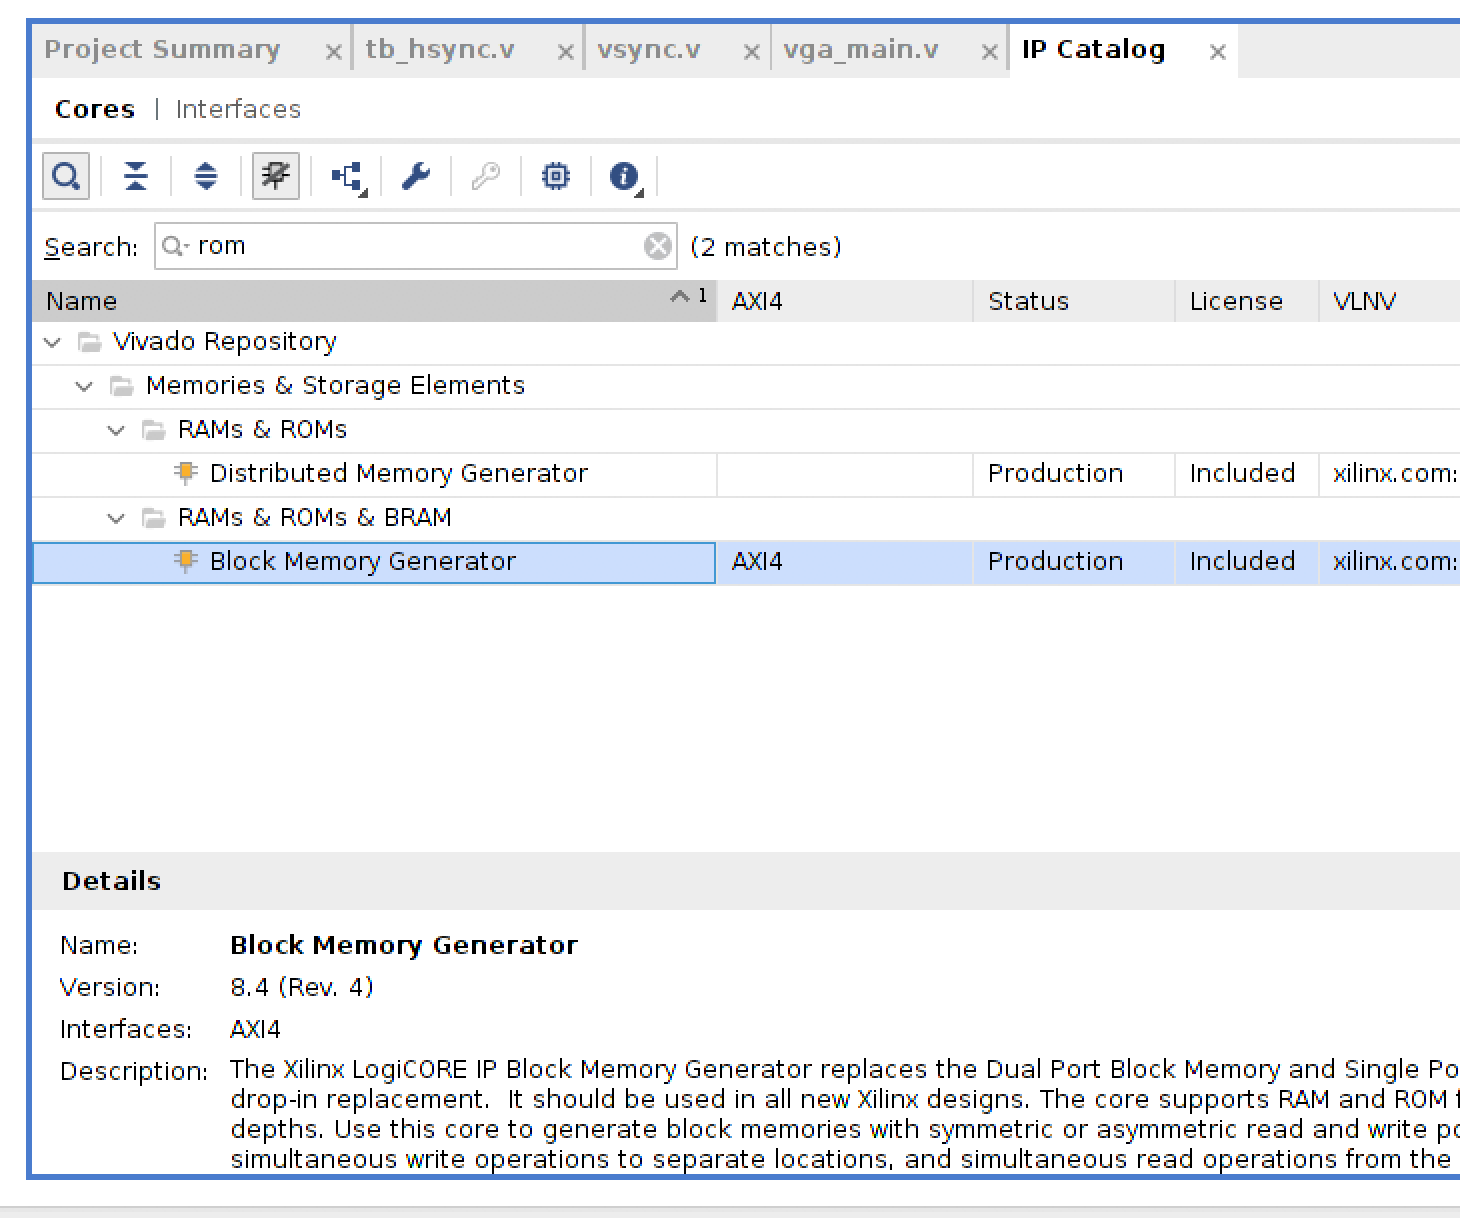 Project Summary × tb_hsync.v × vsync.v × vga_main.v × IP Catalog ×
Cores | Interfaces
Search: rom (2 matches)
Name 1 AXI4 Status License VLNV
Vivado Repository
Memories & Storage Elements
RAMs & ROMs
Distributed Memory Generator Production Included xilinx.com:
RAMs & ROMs & BRAM
Block Memory Generator AXI4 Production Included xilinx.com:
Details
Name: Block Memory Generator
Version: 8.4 (Rev. 4)
Interfaces: AXI4
Description: The Xilinx LogiCORE IP Block Memory Generator replaces the Dual Port Block Memory and Single
drop-in replacement. It should be used in all new Xilinx designs. The core supports RAM and ROM
depths. Use this core to generate block memories with symmetric or asymmetric read and write
simultaneous write operations to separate locations, and simultaneous read operations from the